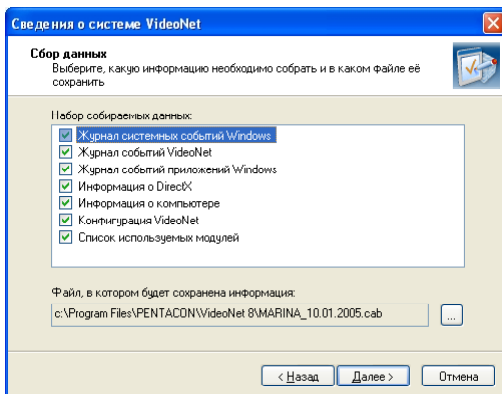 Сведения о системе VideoNet
Сбор данных
Выберите, какую информацию необходимо собрать и в каком файле её
сохранить
Набор собираемых данных:
Журнал системных событий Windows
Журнал событий VideoNet
Журнал событий приложений Windows
Информация о DirectX
Информация о компьютере
Конфигурация VideoNet
Список используемых модулей
Файл, в котором будет сохранена информация:
c:\Program Files\PENTACON\VideoNet 8\MARINA_10.01.2005.cab
...
< Назад
Далее >
Отмена